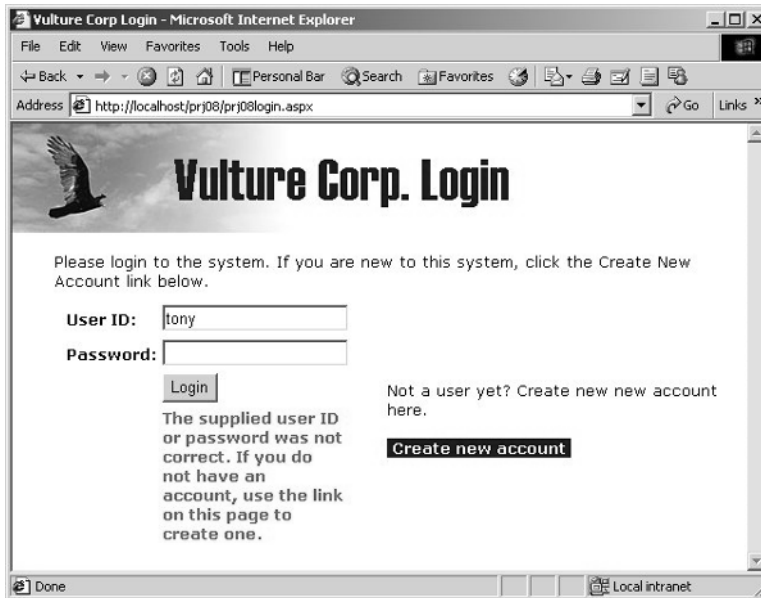 Vulture Corp Login - Microsoft Internet Explorer
File Edit View Favorites Tools Help
Back Personal Bar Search Favorites
Address http://localhost/prj08/prj08login.aspx Go Links »
Vulture Corp. Login
Please login to the system. If you are new to this system, click the Create New
Account link below.
User ID: tony
Password:
Login
The supplied user ID
or password was not
correct. If you do
not have an
account, use the link
on this page to
create one.
Not a user yet? Create new new account
here.
Create new account
Done Local intranet